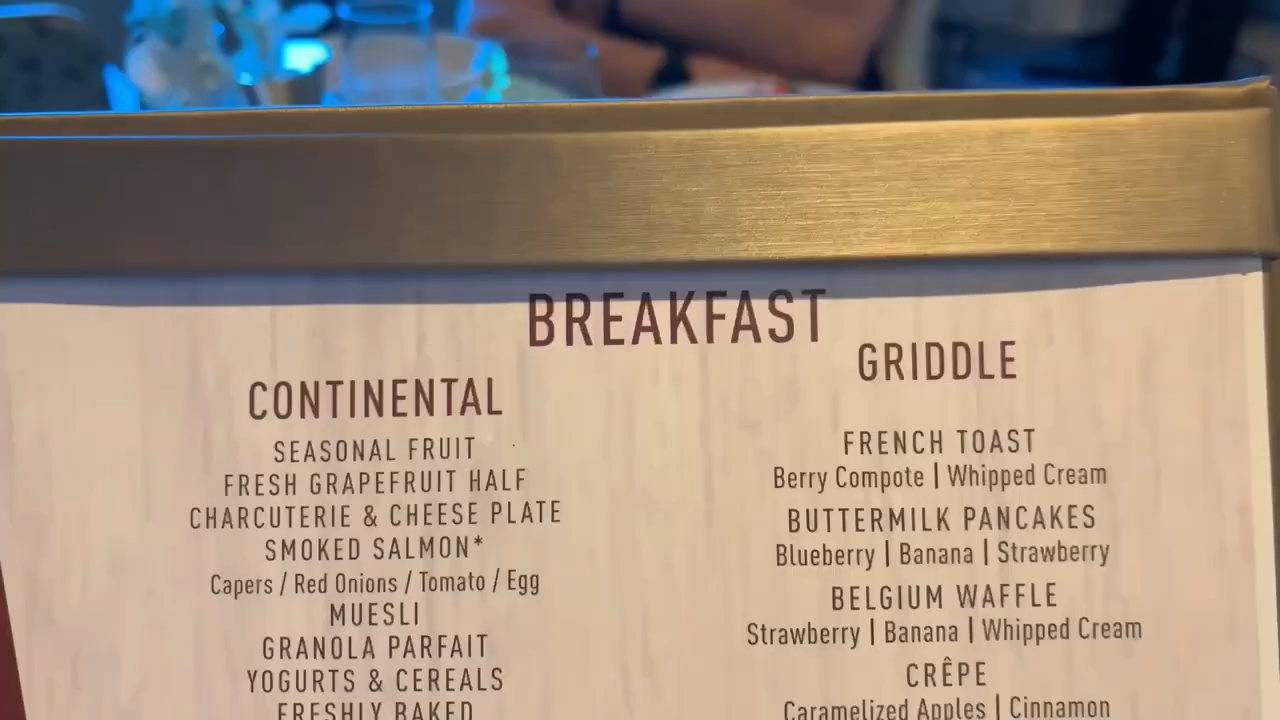 BREAKFAST
CONTINENTAL
SEASONAL FRUIT
FRESH GRAPEFRUIT HALF
CHARCUTERIE & CHEESE PLATE
SMOKED SALMON*
Capers / Red Onions / Tomato / Egg
MUESLI
GRANOLA PARFAIT
YOGURTS & CEREALS
FRESHLY BAKED
GRIDDLE
FRENCH TOAST
Berry Compote | Whipped Cream
BUTTERMILK PANCAKES
Blueberry | Banana | Strawberry
BELGIUM WAFFLE
Strawberry | Banana | Whipped Cream
CRÊPE
Caramelized Apples | Cinnamon